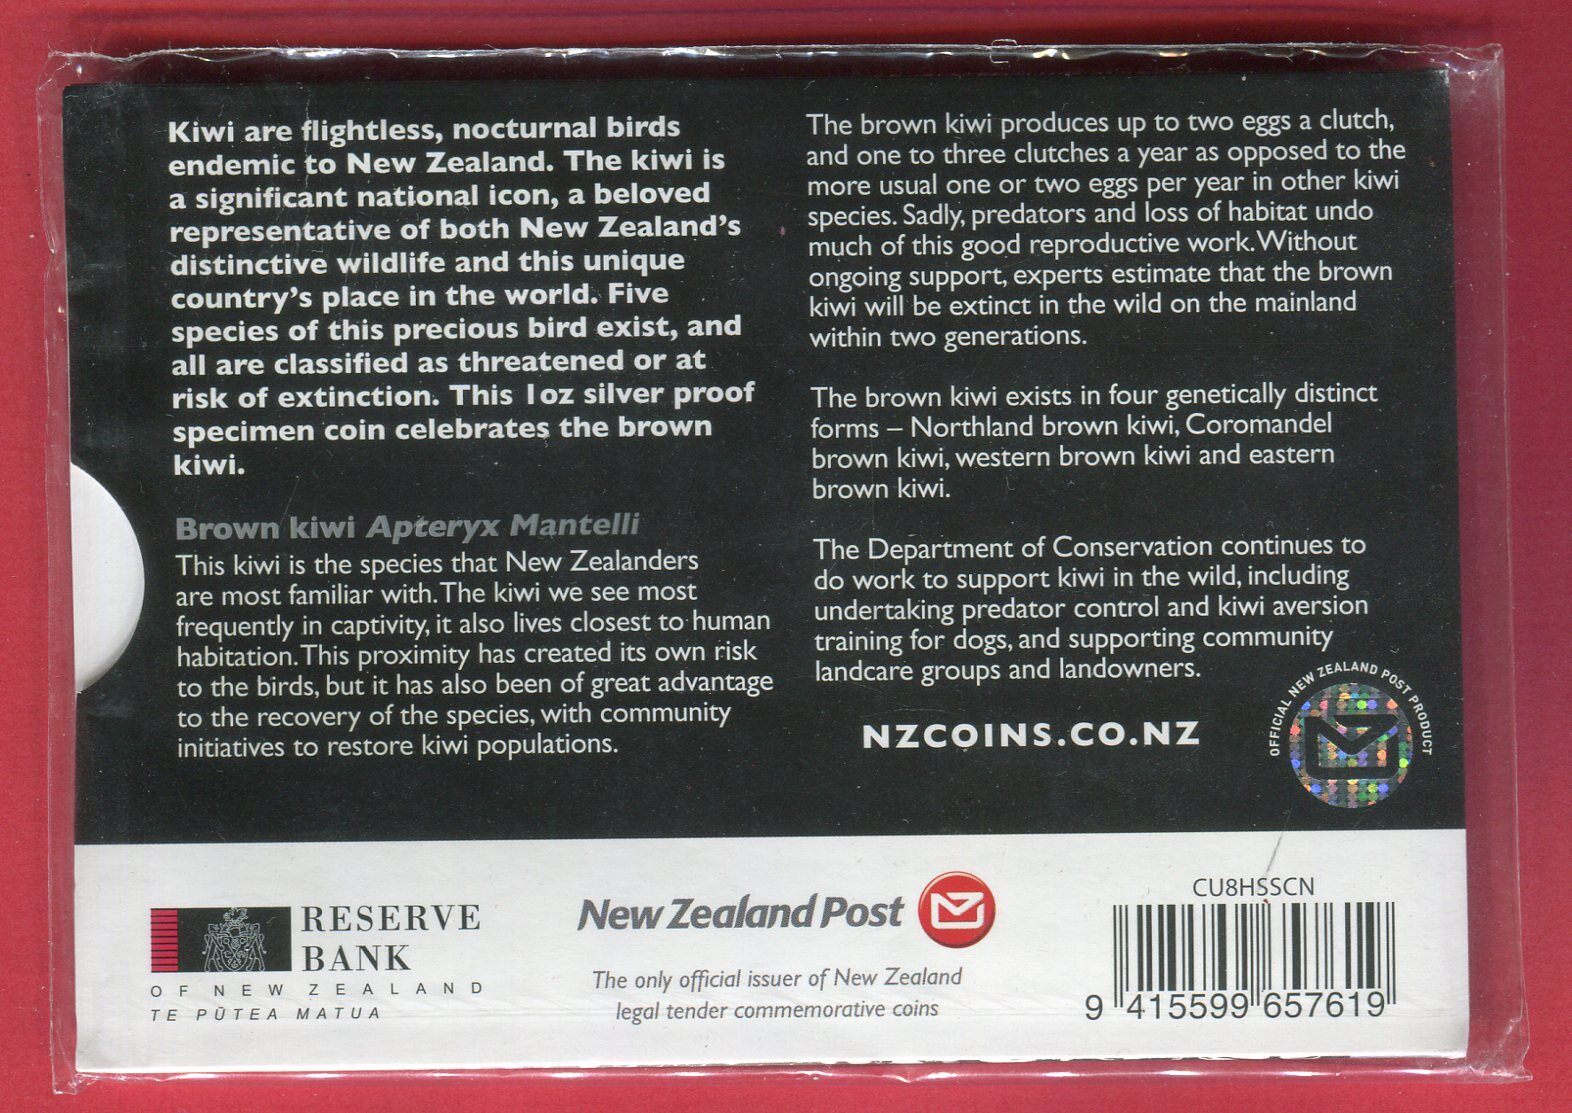 Kiwi are flightless, nocturnal birds
endemic to New Zealand. The kiwi is
a significant national icon, a beloved
representative of both New Zealand's
distinctive wildlife and this unique
country's place in the world. Five
species of this precious bird exist, and
all are classified as threatened or at
risk of extinction. This 1oz silver proof
specimen coin celebrates the brown
kiwi.
Brown kiwi Apteryx Mantelli
This kiwi is the species that New Zealanders
are most familiar with. The kiwi we see most
frequently in captivity, it also lives closest to human
habitation. This proximity has created its own risk
to the birds, but it has also been of great advantage
to the recovery of the species, with community
initiatives to restore kiwi populations.
The brown kiwi produces up to two eggs a clutch,
and one to three clutches a year as opposed to the
more usual one or two eggs per year in other kiwi
species. Sadly, predators and loss of habitat undo
much of this good reproductive work. Without
ongoing support, experts estimate that the brown
kiwi will be extinct in the wild on the mainland
within two generations.
The brown kiwi exists in four genetically distinct
forms – Northland brown kiwi, Coromandel
brown kiwi, western brown kiwi and eastern
brown kiwi.
The Department of Conservation continues to
do work to support kiwi in the wild, including
undertaking predator control and kiwi aversion
training for dogs, and supporting community
landcare groups and landowners.
NZCOINS.CO.NZ
OFFICIAL NEW ZEALAND POST PRODUCT
RESERVE
BANK
OF NEW ZEALAND
TE PŪTEA MATUA
New Zealand Post
The only official issuer of New Zealand
legal tender commemorative coins
CU8HSSCN
9 415599 657619